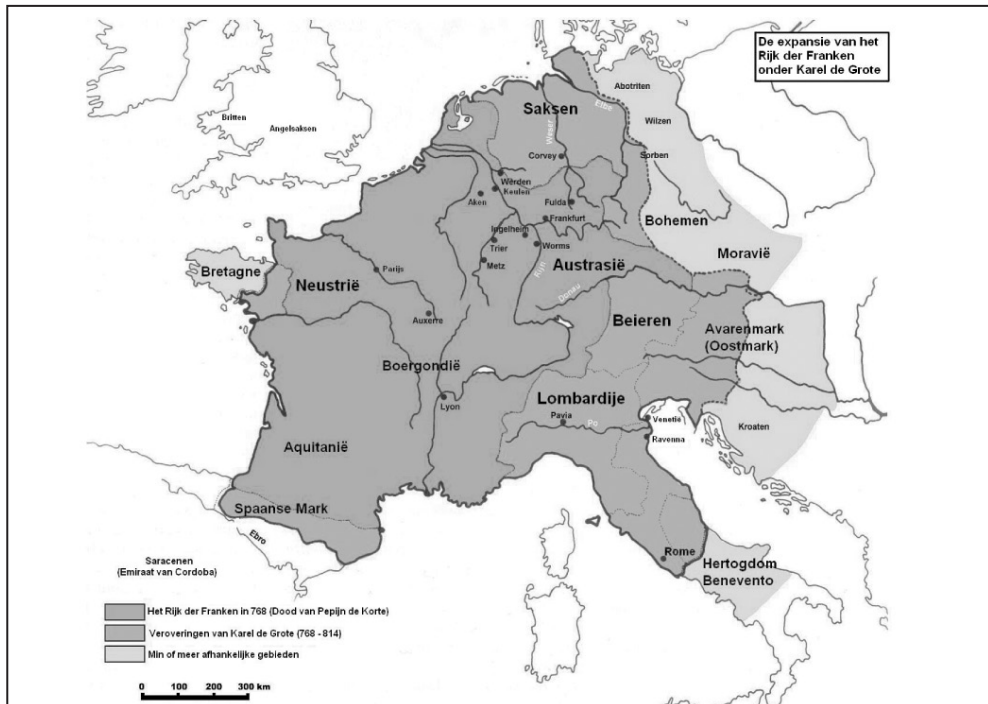 De expansie van het
Rijk der Franken
onder Karel de Grote
Abotriten
Britten
Angelsaksen
Saksen
Elbe
Wilzen
Weser
Corvey
Sorben
Werden
Keulen
Aken
Fulda
Frankfurt
Bohemen
Ingelheim
Trier
Worms
Moravië
Metz
Rijn
Austrasië
Bretagne
Neustrië
Parijs
Donau
Auxerre
Beieren
Avarenmark
(Oostmark)
Boergondië
Lyon
Lombardije
Pavia
Po
Venetië
Ravenna
Kroaten
Aquitanië
Spaanse Mark
Ebro
Rome
Hertogdom
Benevento
Saracenen
(Emiraat van Cordoba)
Het Rijk der Franken in 768 (Dood van Pepijn de Korte)
Veroveringen van Karel de Grote (768 - 814)
Min of meer afhankelijke gebieden
0 100 200 300 km